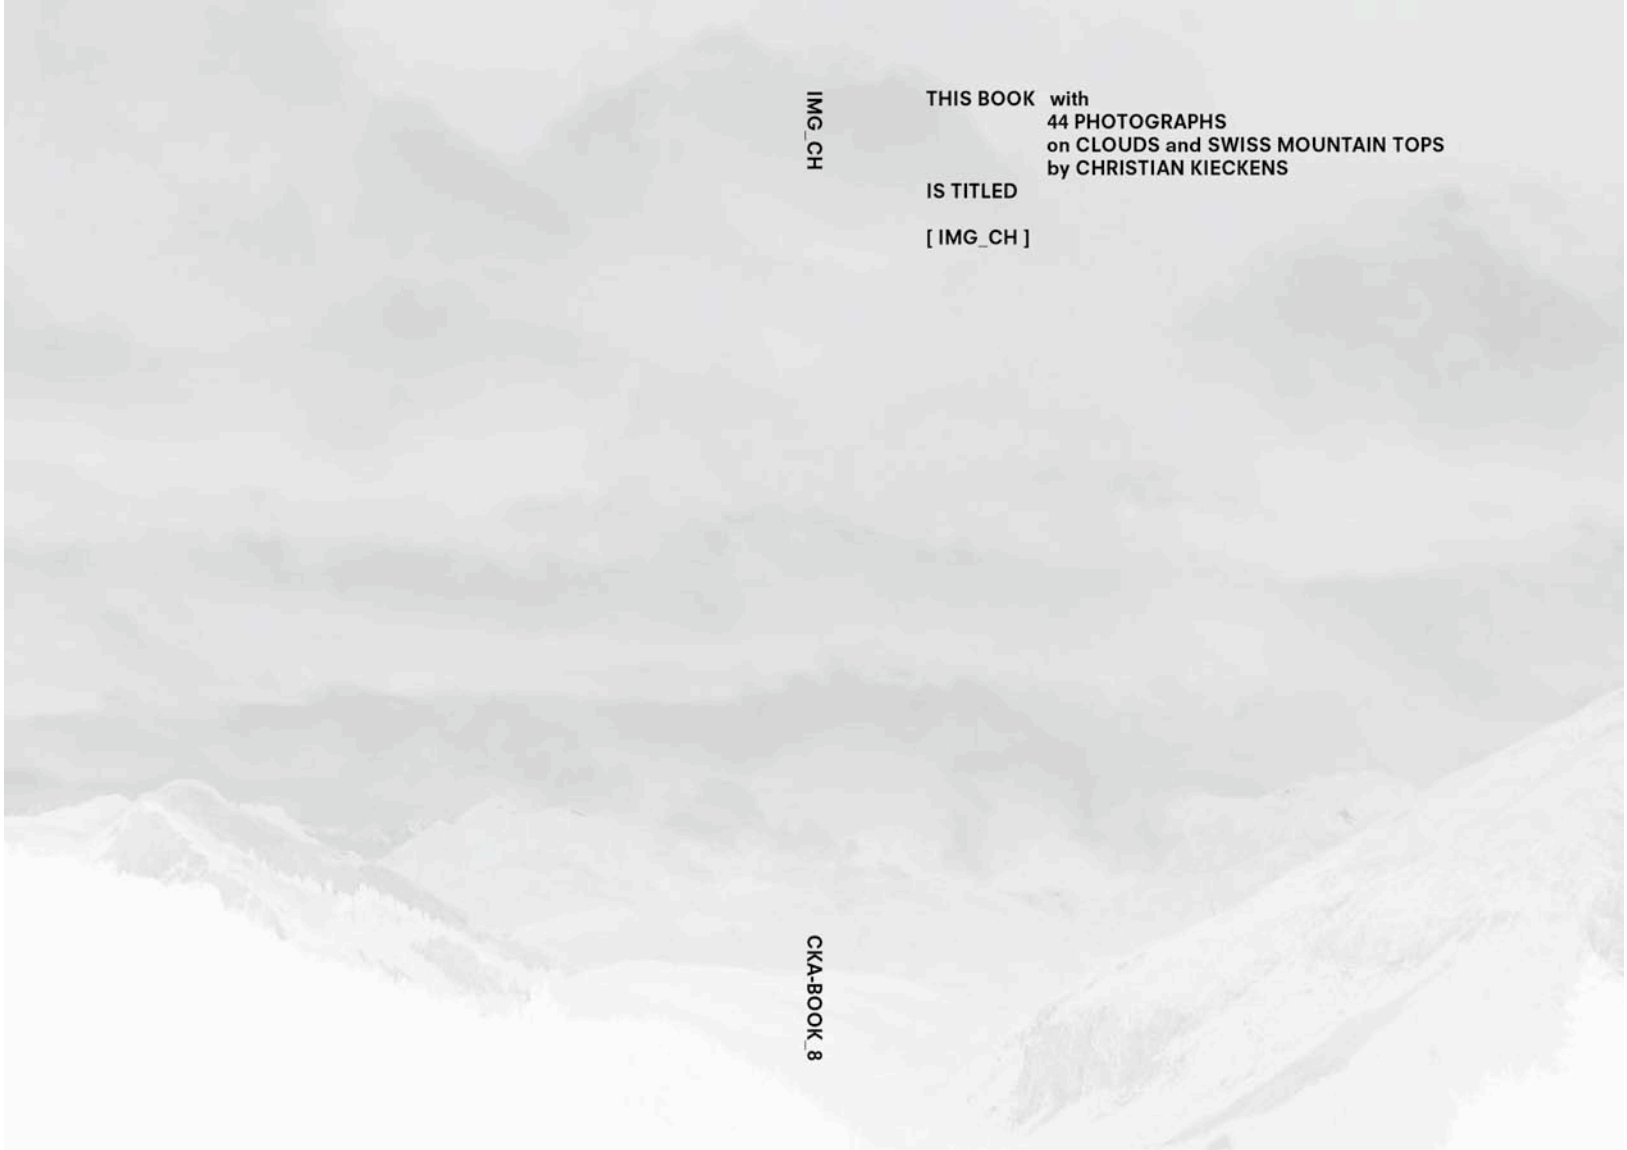 IMG_CH
CKA-BOOK_8
THIS BOOK with
44 PHOTOGRAPHS
on CLOUDS and SWISS MOUNTAIN TOPS
by CHRISTIAN KIECKENS
IS TITLED
[ IMG_CH ]